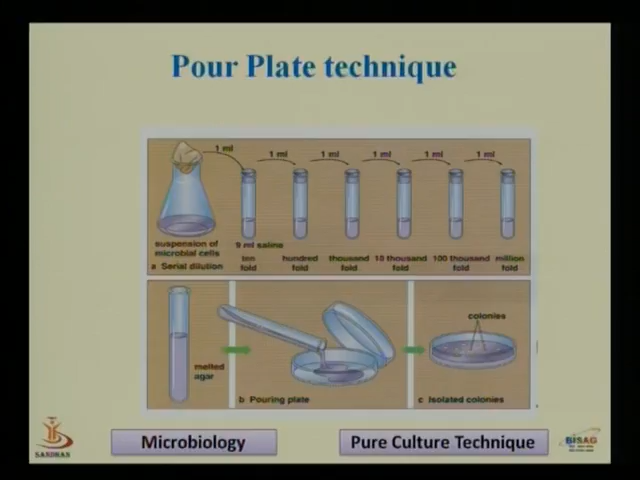 Pour Plate technique
1 ml 1 ml 1 ml 1 ml 1 ml 1 ml
suspension of
microbial cells
9 ml saline
a Serial dilution
ten
fold
hundred
fold
thousand
fold
10 thousand
fold
100 thousand
fold
million
fold
melted
agar
b Pouring plate
colonies
c Isolated colonies
SANDHAN
Microbiology
Pure Culture Technique
BISAG